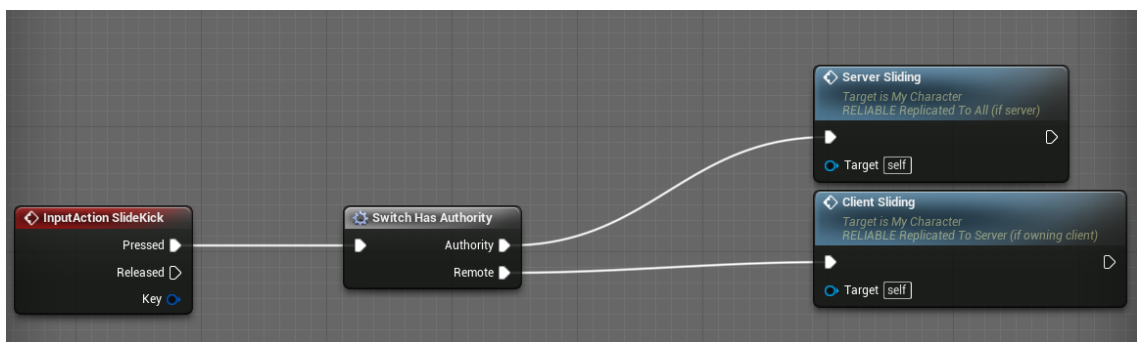 InputAction SlideKick
Pressed
Released
Key
Switch Has Authority
Authority
Remote
Server Sliding
Target is My Character
RELIABLE Replicated To All (if server)
Target self
Client Sliding
Target is My Character
RELIABLE Replicated To Server (if owning client)
Target self